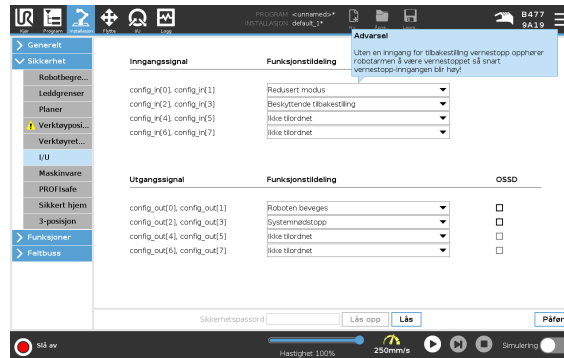 PROGRAM <unnamed>*
INSTALLASJON default_1*
B477
9A19
Kjør Program Installasjon Flytte I/U Logg
Advarsel
Uten en inngang for tilbakestilling vernestopp opphører
robotarmen å være vernestoppet så snart
vernestopp-inngangen blir høy!
Generelt
Sikkerhet
Robotbegre...
Leddgrenser
Planer
Verktøyposi...
Verktøyret...
I/U
Maskinvare
PROFIsafe
Sikkert hjem
3-posisjon
Funksjoner
Feltbuss
Inngangssignal Funksjonstildeling
config_in[0], config_in[1] Redusert modus
config_in[2], config_in[3] Beskyttende tilbakestilling
config_in[4], config_in[5] Ikke tilordnet
config_in[6], config_in[7] Ikke tilordnet
Utgangssignal Funksjonstildeling OSSD
config_out[0], config_out[1] Roboten beveges
config_out[2], config_out[3] Systemnødstopp
config_out[4], config_out[5] Ikke tilordnet
config_out[6], config_out[7] Ikke tilordnet
Sikkerhetspassord Lås opp Lås Påfør
Slå av
Hastighet 100%
250mm/s
Simulering